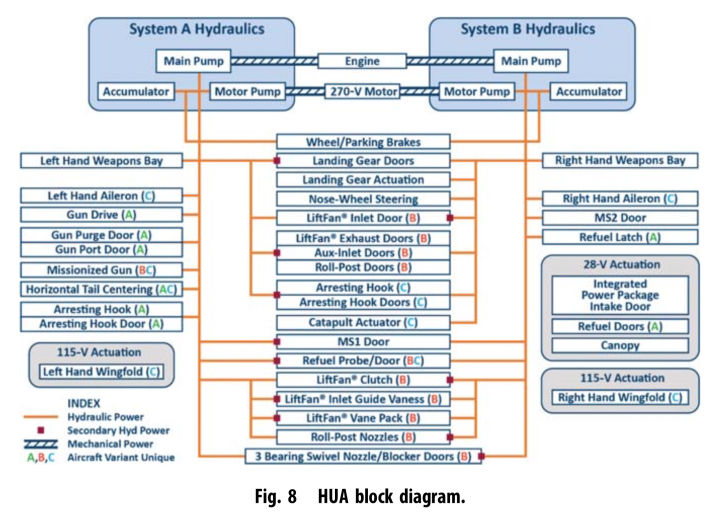 System A Hydraulics
System B Hydraulics
Main Pump
Engine
Main Pump
Accumulator
Motor Pump
270-V Motor
Motor Pump
Accumulator
Wheel/Parking Brakes
Left Hand Weapons Bay
Landing Gear Doors
Right Hand Weapons Bay
Landing Gear Actuation
Left Hand Aileron (C)
Nose-Wheel Steering
Right Hand Aileron (C)
Gun Drive (A)
LiftFan® Inlet Door (B)
MS2 Door
Gun Purge Door (A)
Gun Port Door (A)
LiftFan® Exhaust Doors (B)
Aux-Inlet Doors (B)
Roll-Post Doors (B)
Refuel Latch (A)
Missionized Gun (BC)
Horizontal Tail Centering (AC)
Arresting Hook (C)
Arresting Hook Doors (C)
28-V Actuation
Integrated
Power Package
Intake Door
Arresting Hook (A)
Arresting Hook Door (A)
Catapult Actuator (C)
Refuel Doors (A)
MS1 Door
Canopy
115-V Actuation
Left Hand Wingfold (C)
Refuel Probe/Door (BC)
LiftFan® Clutch (B)
115-V Actuation
Right Hand Wingfold (C)
LiftFan® Inlet Guide Vaness (B)
LiftFan® Vane Pack (B)
Roll-Post Nozzles (B)
3 Bearing Swivel Nozzle/Blocker Doors (B)
INDEX
Hydraulic Power
Secondary Hyd Power
Mechanical Power
A,B,C Aircraft Variant Unique
Fig. 8 HUA block diagram.